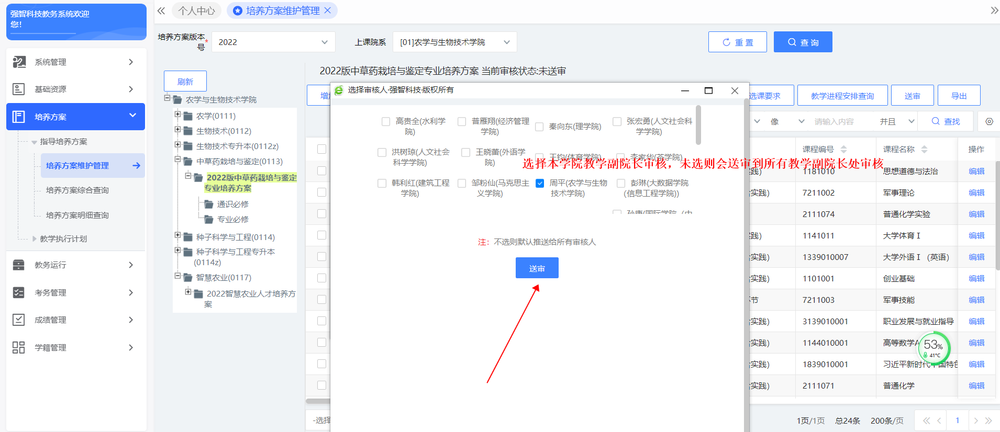 强智科技教务系统欢迎
您！
系统管理
基础资源
培养方案
指导培养方案
培养方案维护管理
培养方案综合查询
培养方案明细查询
教学执行计划
教务运行
考务管理
成绩管理
学籍管理
个人中心
培养方案维护管理
培养方案版本
号*
2022
上课院系
[01]农学与生物技术学院
重 置
查 询
刷新
农学与生物技术学院
农学(0111)
生物技术(0112)
生物技术专升本(0112z)
中草药栽培与鉴定(0113)
2022版中草药栽培与鉴定
专业培养方案
通识必修
专业必修
种子科学与工程(0114)
种子科学与工程专升本
(0114z)
智慧农业(0117)
2022智慧农业人才培养方
案
2022版中草药栽培与鉴定专业培养方案 当前审核状态:未送审
选课要求
教学进程安排查询
送审
导出
像
请输入内容
并且
查找
选择审核人·强智科技·版权所有
高贵全(水利学
院)
普雁翔(经济管理
学院)
秦向东(理学院)
张宏勇(人文社会科
学学院)
洪树琼(人文社会
科学学院)
王晓蕾(外语学
院)
王钧(体育学院)
李家华(茶学院)
选择本学院教学副院长审核，未选则会送审到所有教学副院长处审核
韩利红(建筑工程
学院)
邹粉仙(马克思主
义学院)
周平(农学与生物
技术学院)
彭琳(大数据学院
(信息工程学院))
注：不选则默认推送给所有审核人
送审
课程编号
课程名称
操作
1181010
思想道德与法治
编辑
实践)
7211002
军事理论
编辑
2111074
普通化学实验
编辑
践)
1141011
大学体育Ⅰ
编辑
实践)
1339010007
大学外语Ⅰ（英语）
编辑
实践)
1101001
创业基础
编辑
节
7211003
军事技能
编辑
实践)
3139010001
职业发展与就业指导
编辑
实践)
1144010001
高等数学A
编辑
实践)
1839010001
习近平新时代中国特色
编辑
实践)
2111071
普通化学
编辑
53%
41°C
-选择
1页/1页
总24条
200条/页
1